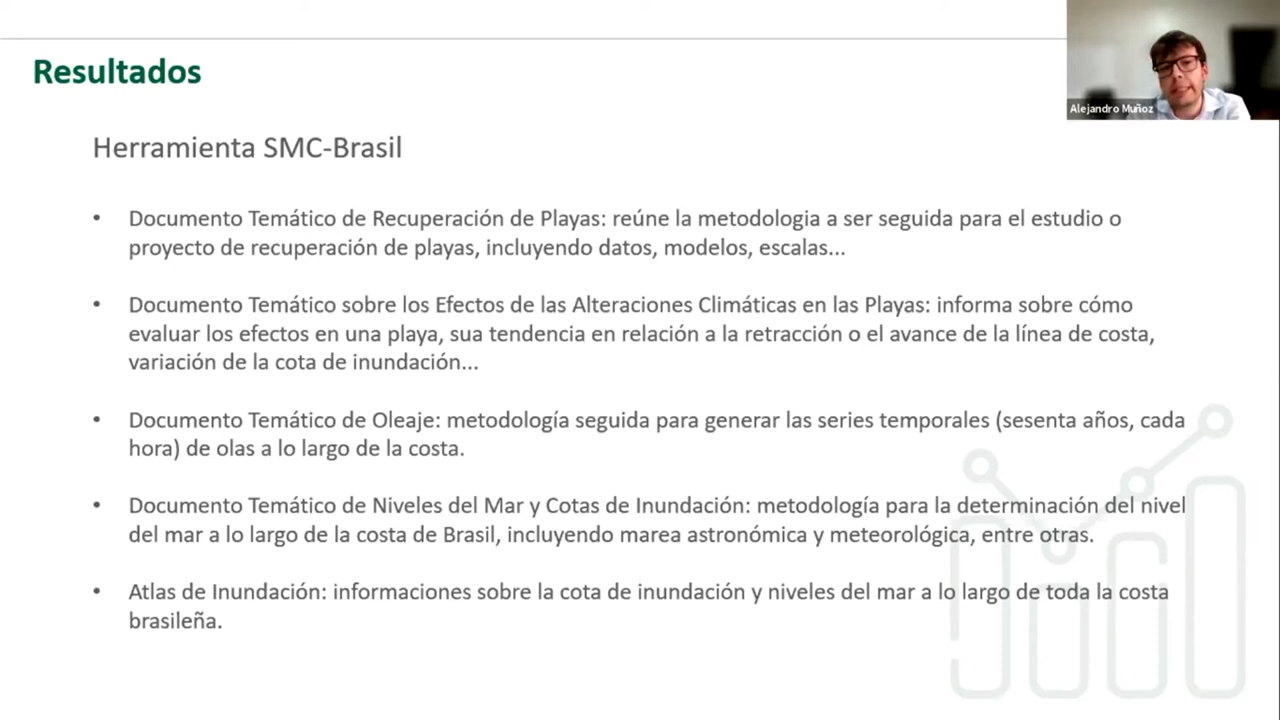 Resultados
Alejandro Muñoz
Herramienta SMC-Brasil
• Documento Temático de Recuperación de Playas: reúne la metodologia a ser seguida para el estudio o
proyecto de recuperación de playas, incluyendo datos, modelos, escalas...
• Documento Temático sobre los Efectos de las Alteraciones Climáticas en las Playas: informa sobre cómo
evaluar los efectos en una playa, sua tendencia en relación a la retracción o el avance de la línea de costa,
variación de la cota de inundación...
• Documento Temático de Oleaje: metodología seguida para generar las series temporales (sesenta años, cada
hora) de olas a lo largo de la costa.
• Documento Temático de Niveles del Mar y Cotas de Inundación: metodología para la determinación del nivel
del mar a lo largo de la costa de Brasil, incluyendo marea astronómica y meteorológica, entre otras.
• Atlas de Inundación: informaciones sobre la cota de inundación y niveles del mar a lo largo de toda la costa
brasileña.